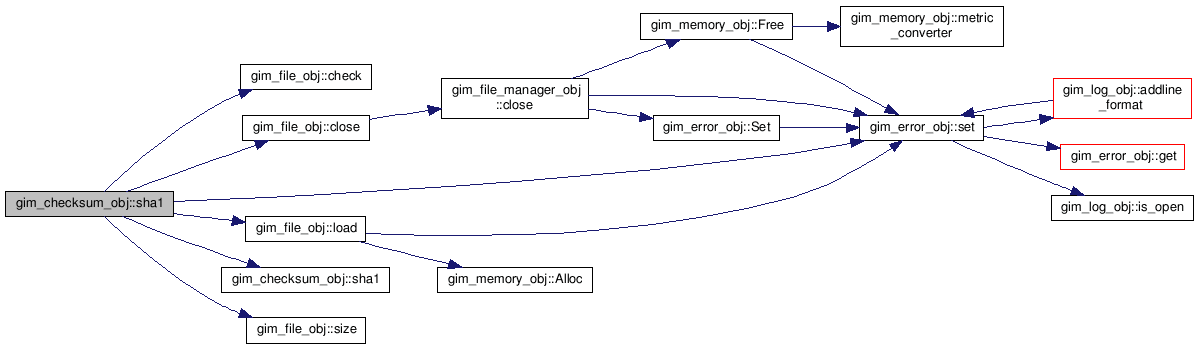 gim_checksum_obj::sha1
gim_file_obj::check
gim_file_obj::close
gim_file_manager_obj
::close
gim_memory_obj::Free
gim_memory_obj::metric
_converter
gim_error_obj::Set
gim_error_obj::set
gim_log_obj::addline
_format
gim_error_obj::get
gim_log_obj::is_open
gim_file_obj::load
gim_memory_obj::Alloc
gim_checksum_obj::sha1
gim_file_obj::size